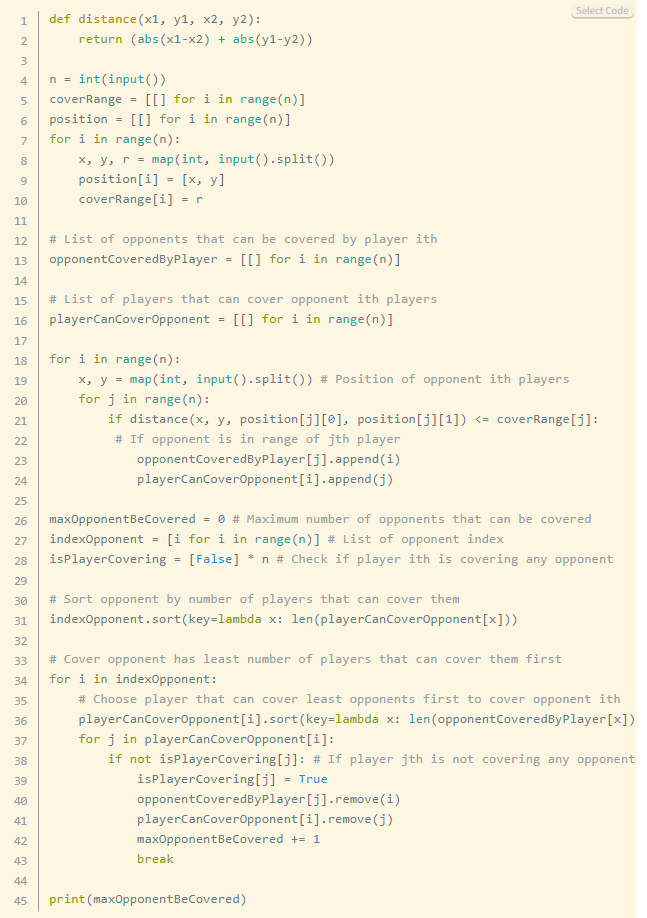 Select Code
1 def distance(x1, y1, x2, y2):
2     return (abs(x1-x2) + abs(y1-y2))
3
4 n = int(input())
5 coverRange = [[] for i in range(n)]
6 position = [[] for i in range(n)]
7 for i in range(n):
8     x, y, r = map(int, input().split())
9     position[i] = [x, y]
10     coverRange[i] = r
11
12 # List of opponents that can be covered by player ith
13 opponentCoveredByPlayer = [[] for i in range(n)]
14
15 # List of players that can cover opponent ith players
16 playerCanCoverOpponent = [[] for i in range(n)]
17
18 for i in range(n):
19     x, y = map(int, input().split()) # Position of opponent ith players
20     for j in range(n):
21         if distance(x, y, position[j][0], position[j][1]) <= coverRange[j]:
22          # If opponent is in range of jth player
23             opponentCoveredByPlayer[j].append(i)
24             playerCanCoverOpponent[i].append(j)
25
26 maxOpponentBeCovered = 0 # Maximum number of opponents that can be covered
27 indexOpponent = [i for i in range(n)] # List of opponent index
28 isPlayerCovering = [False] * n # Check if player ith is covering any opponent
29
30 # Sort opponent by number of players that can cover them
31 indexOpponent.sort(key=lambda x: len(playerCanCoverOpponent[x]))
32
33 # Cover opponent has least number of players that can cover them first
34 for i in indexOpponent:
35     # Choose player that can cover least opponents first to cover opponent ith
36     playerCanCoverOpponent[i].sort(key=lambda x: len(opponentCoveredByPlayer[x])
37     for j in playerCanCoverOpponent[i]:
38         if not isPlayerCovering[j]: # If player jth is not covering any opponent
39             isPlayerCovering[j] = True
40             opponentCoveredByPlayer[j].remove(i)
41             playerCanCoverOpponent[i].remove(j)
42             maxOpponentBeCovered += 1
43             break
44
45 print(maxOpponentBeCovered)